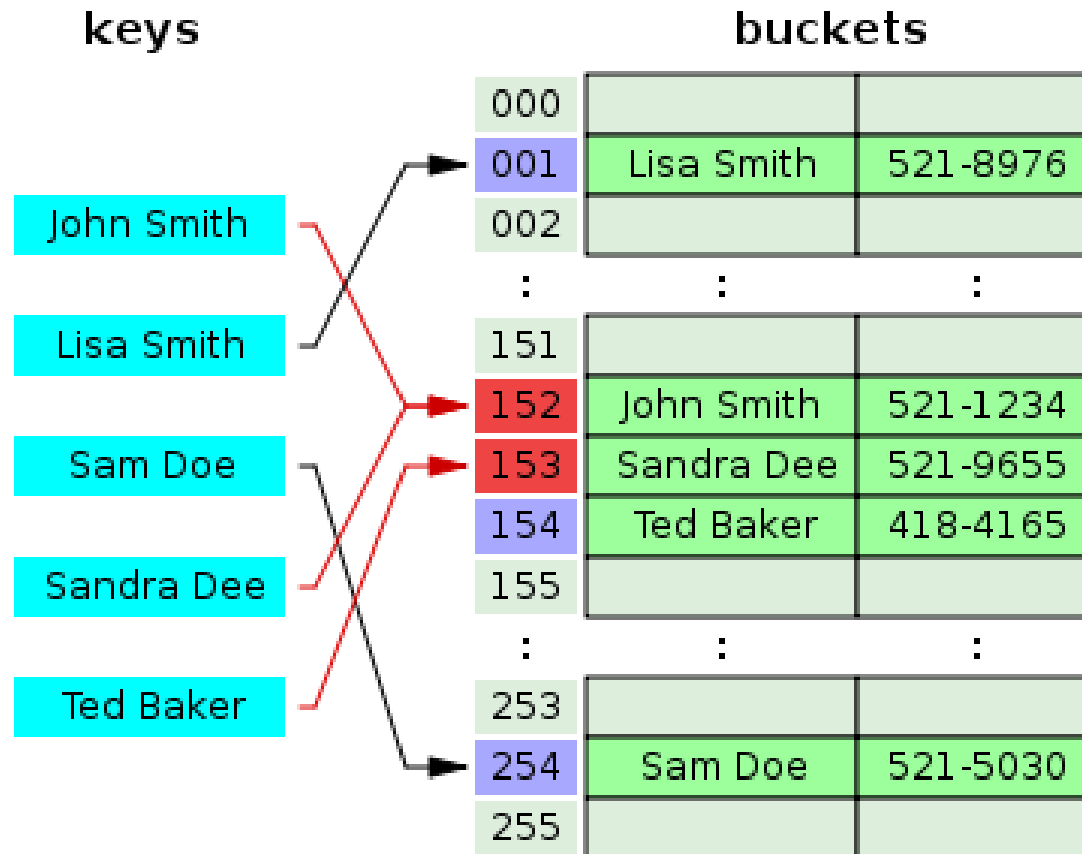 keys buckets
000
001 Lisa Smith 521-8976
John Smith 002
: : :
Lisa Smith 151
152 John Smith 521-1234
Sam Doe 153 Sandra Dee 521-9655
154 Ted Baker 418-4165
Sandra Dee 155
: : :
Ted Baker 253
254 Sam Doe 521-5030
255